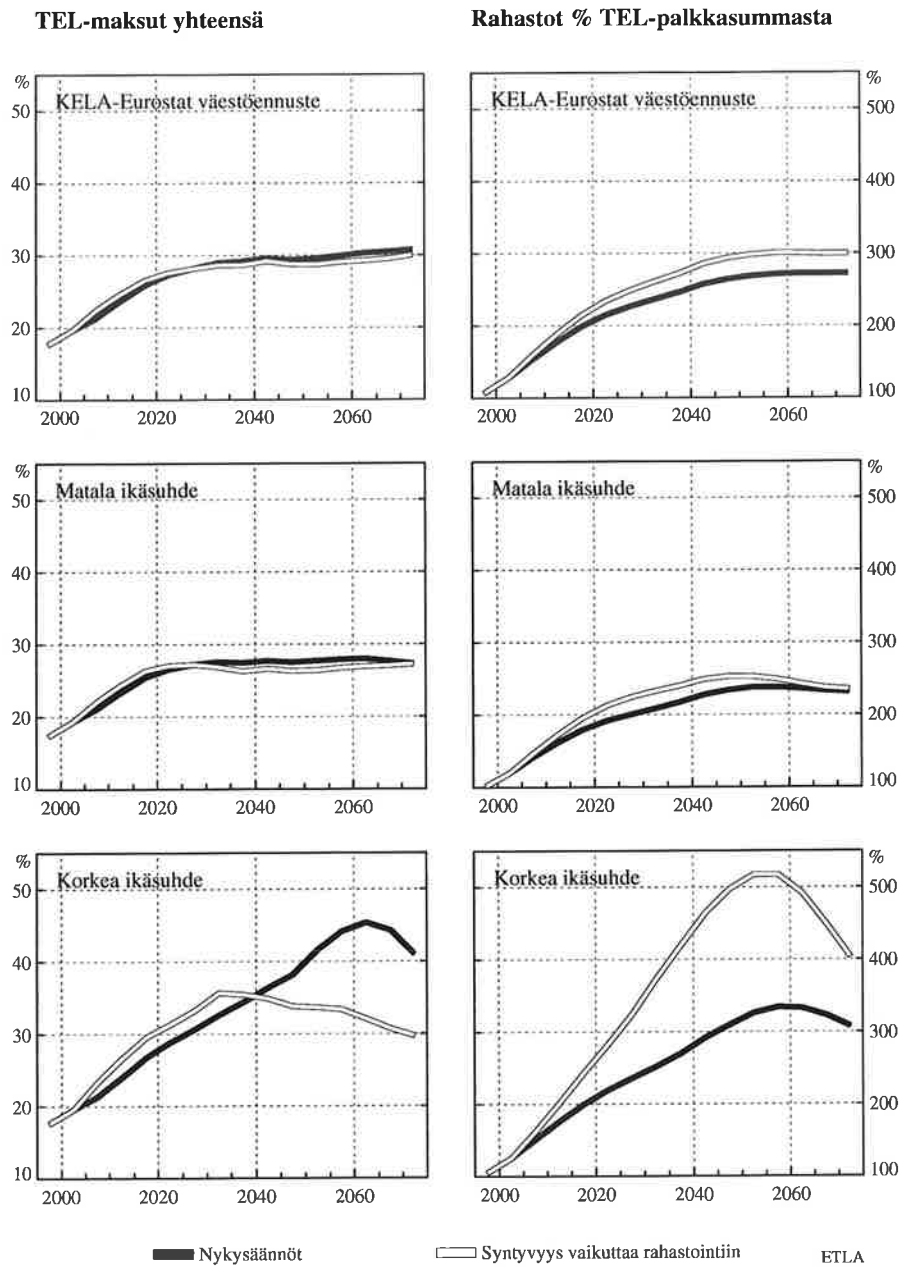 TEL-maksut yhteensä
Rahastot % TEL-palkkasummasta
%
KELA-Eurostat väestöennuste
50
40
30
20
10
2000 2020 2040 2060
%
KELA-Eurostat väestöennuste
500
400
300
200
100
2000 2020 2040 2060
%
Matala ikäsuhde
50
40
30
20
10
2000 2020 2040 2060
%
Matala ikäsuhde
500
400
300
200
100
2000 2020 2040 2060
%
Korkea ikäsuhde
50
40
30
20
10
2000 2020 2040 2060
%
Korkea ikäsuhde
500
400
300
200
100
2000 2020 2040 2060
Nykysäännöt
Syntyvyys vaikuttaa rahastointiin
ETLA